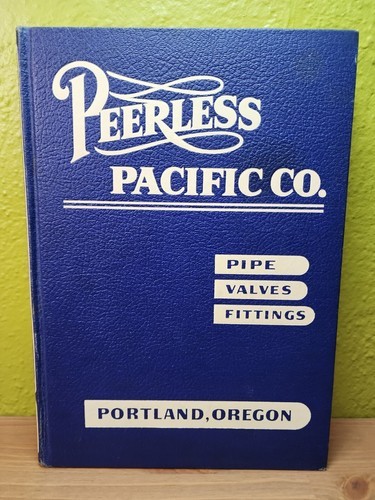 PEERLESS
PACIFIC CO.
PIPE
VALVES
FITTINGS
PORTLAND, OREGON